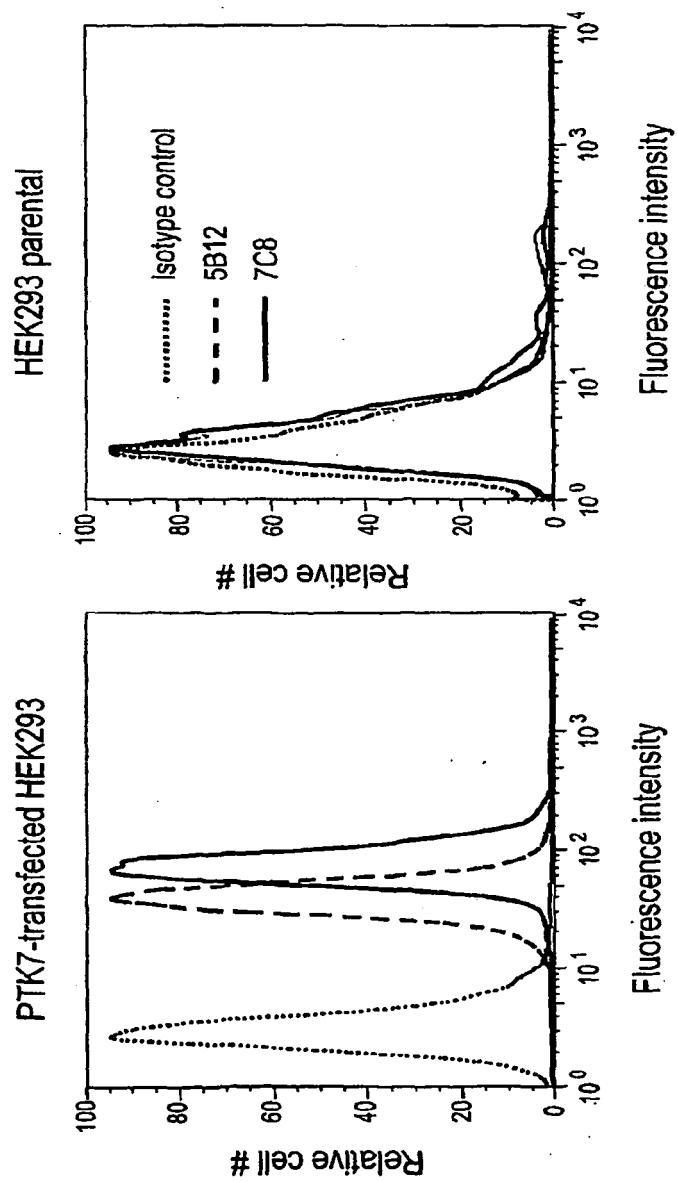 PTK7-transfected HEK293
Relative cell #
100
80
60
40
20
0
10^0
10^1
10^2
10^3
10^4
Fluorescence intensity
HEK293 parental
Isotype control
5B12
7C8
Relative cell #
100
80
60
40
20
0
10^0
10^1
10^2
10^3
10^4
Fluorescence intensity